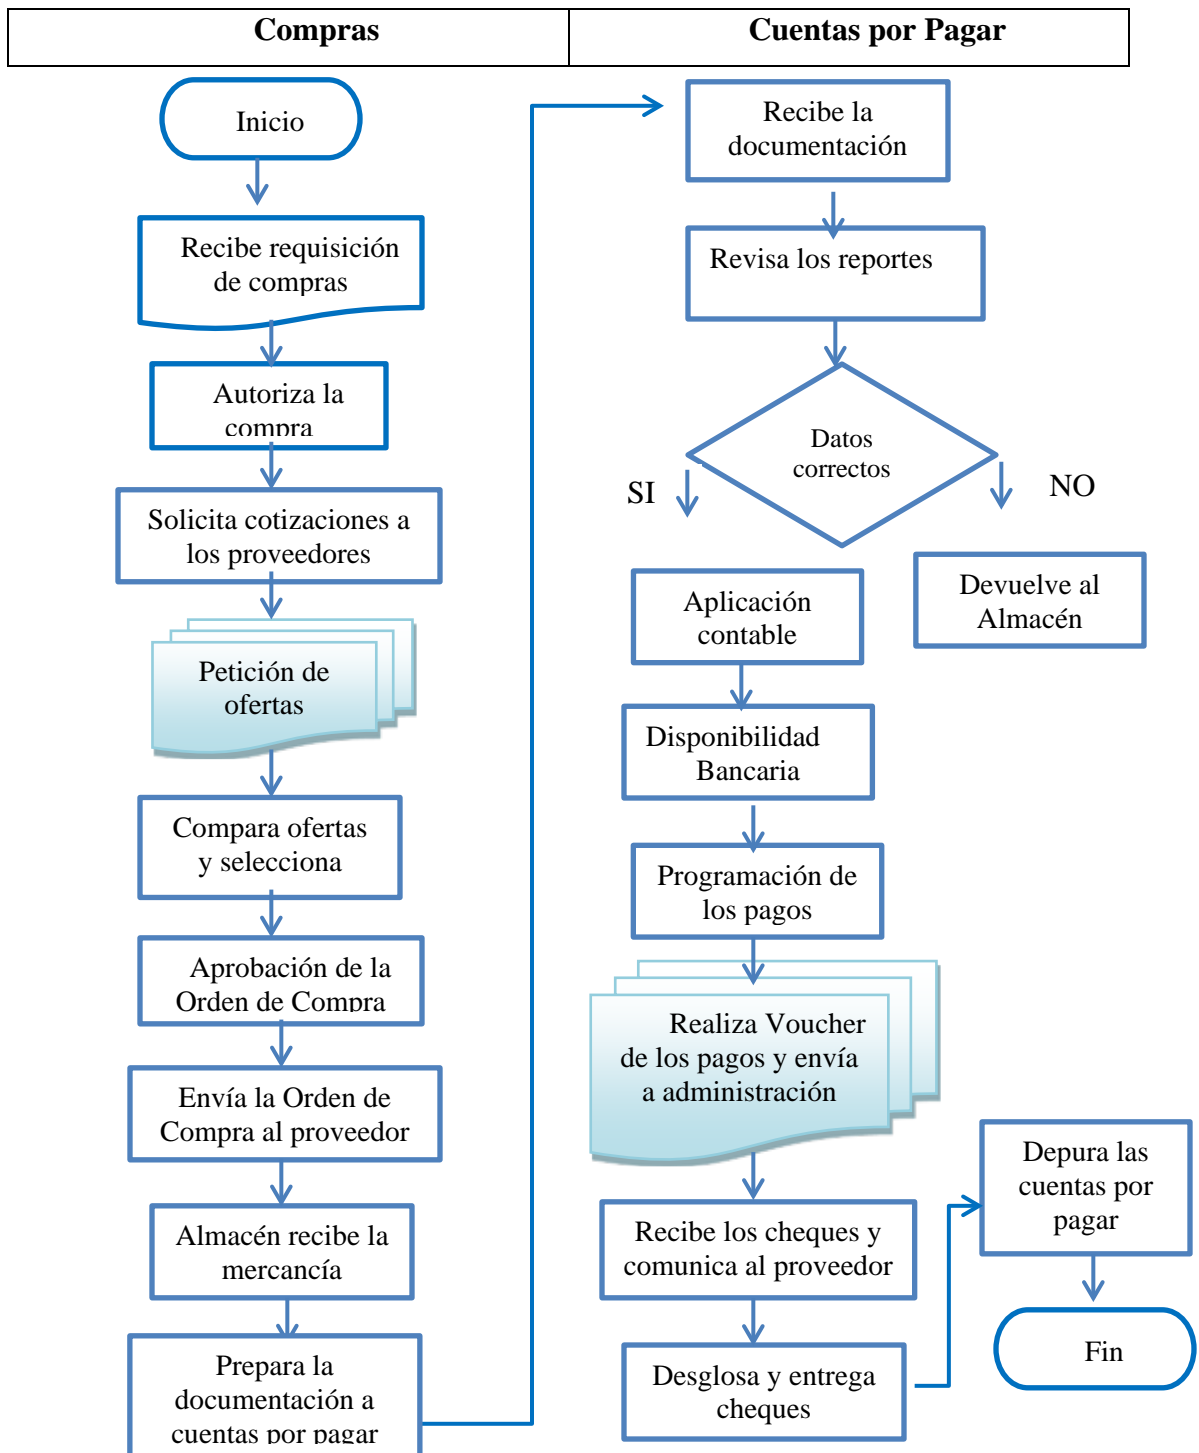 Compras
Cuentas por Pagar
Inicio
Recibe requisición
de compras
Autoriza la
compra
Solicita cotizaciones a
los proveedores
Petición de
ofertas
Compara ofertas
y selecciona
Aprobación de la
Orden de Compra
Envía la Orden de
Compra al proveedor
Almacén recibe la
mercancía
Prepara la
documentación a
cuentas por pagar
Recibe la
documentación
Revisa los reportes
Datos
correctos
SI
NO
Aplicación
contable
Devuelve al
Almacén
Disponibilidad
Bancaria
Programación de
los pagos
Realiza Voucher
de los pagos y envía
a administración
Recibe los cheques y
comunica al proveedor
Desglosa y entrega
cheques
Depura las
cuentas por
pagar
Fin